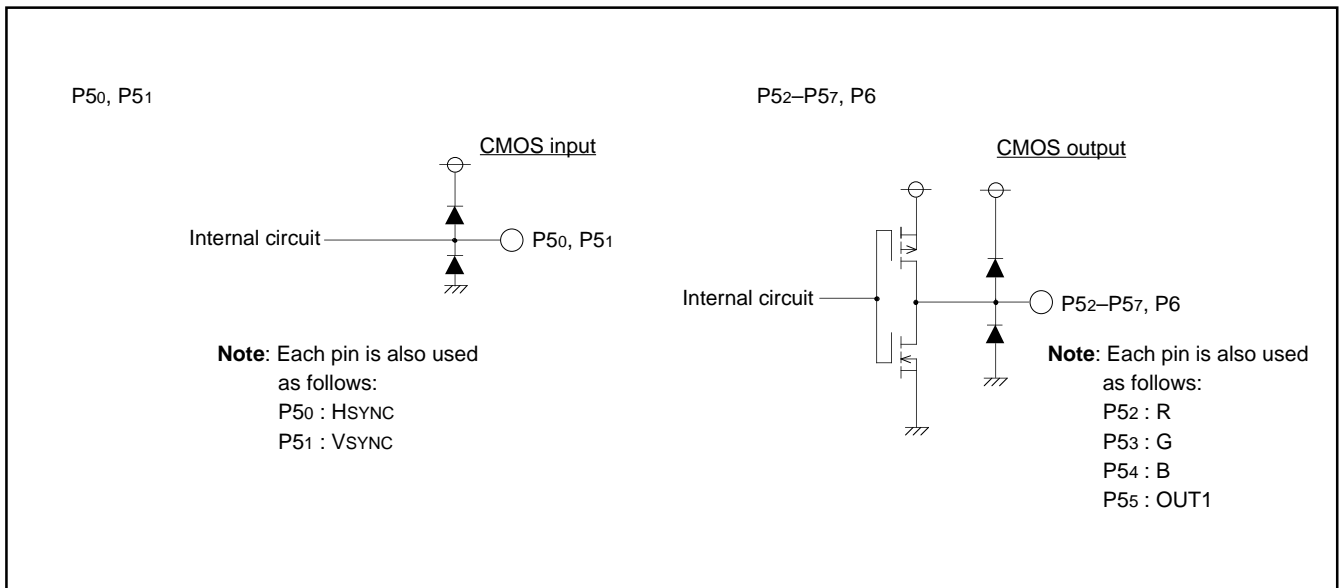 P50, P51
CMOS input
Internal circuit
P50, P51
Note: Each pin is also used
as follows:
P50 : HSYNC
P51 : VSYNC
P52–P57, P6
CMOS output
Internal circuit
P52–P57, P6
Note: Each pin is also used
as follows:
P52 : R
P53 : G
P54 : B
P55 : OUT1